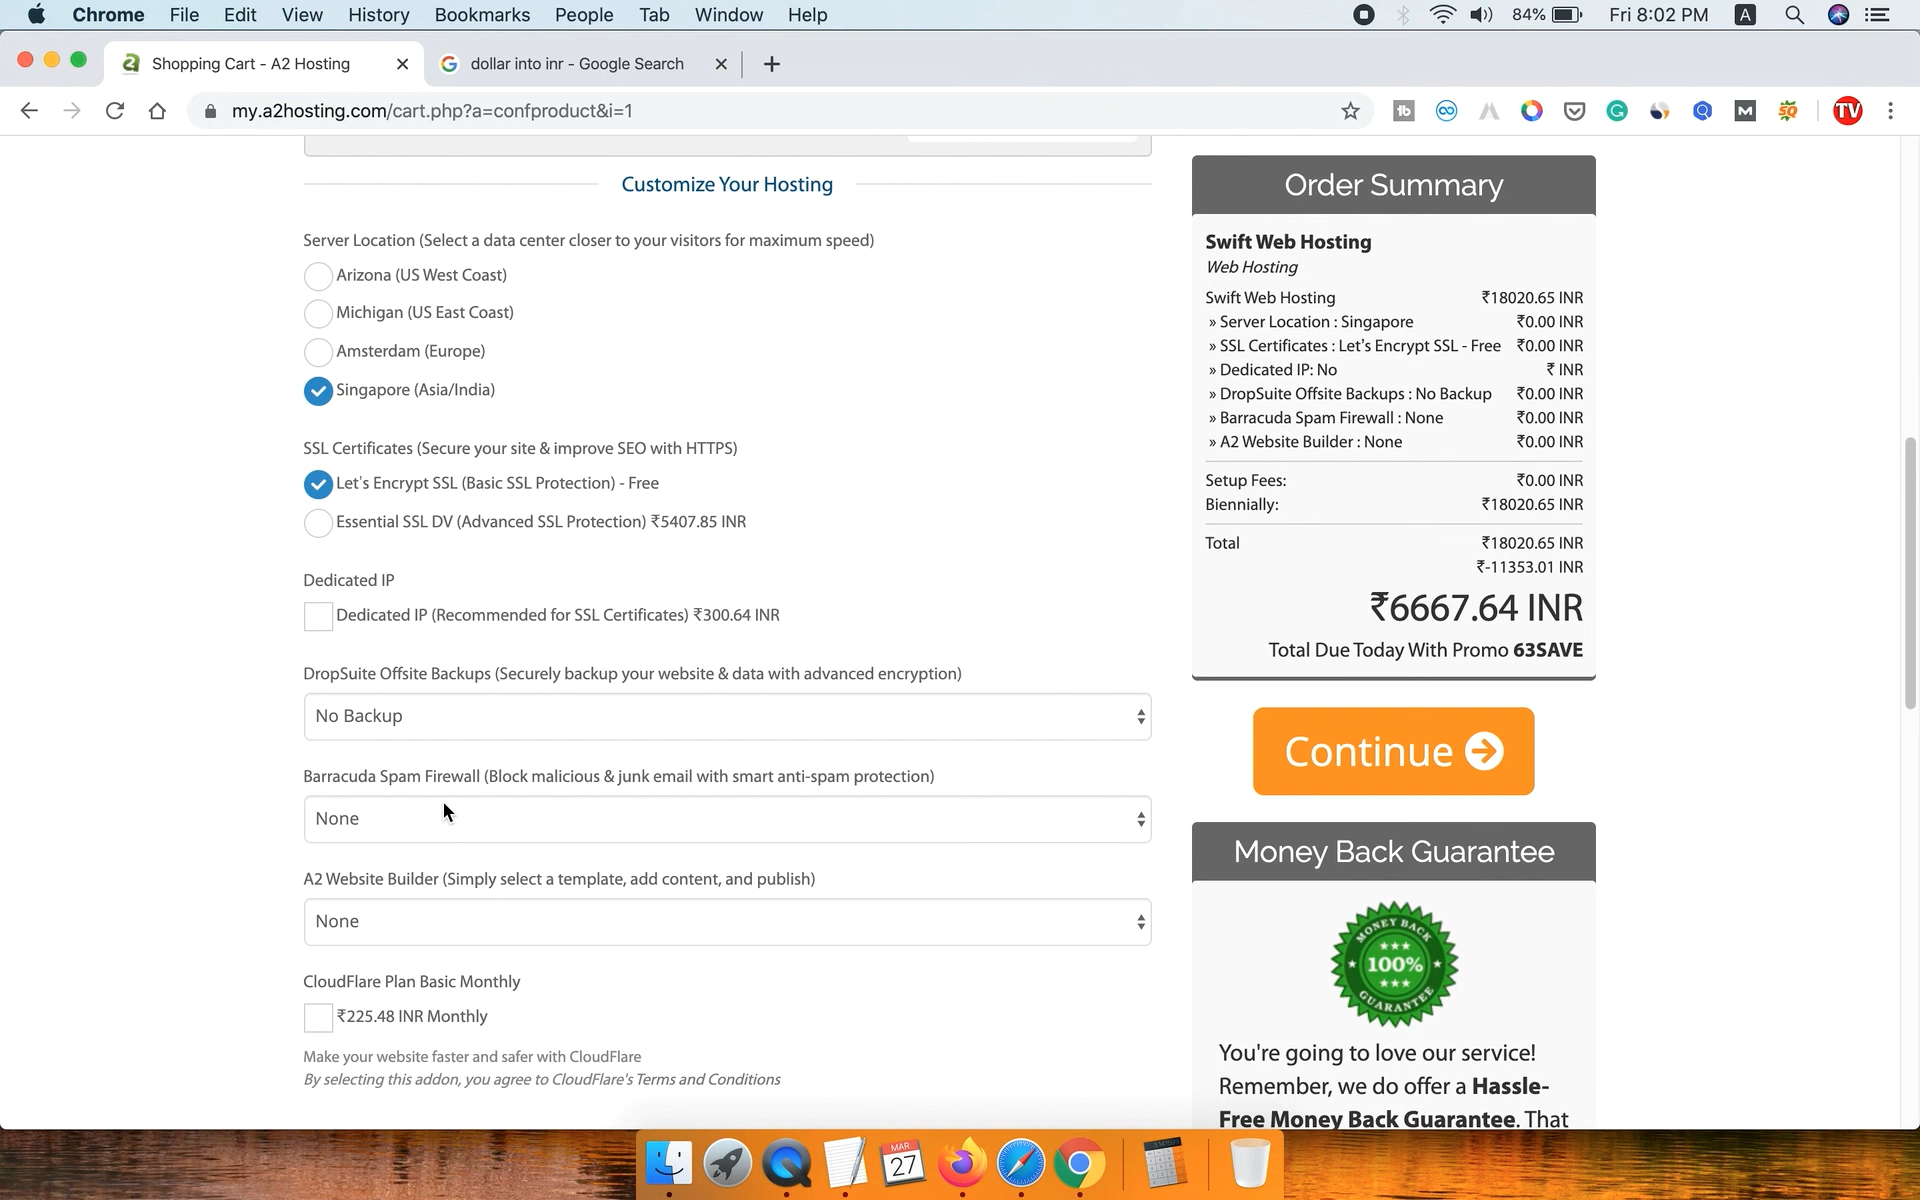 Chrome File Edit View History Bookmarks People Tab Window Help 84% Fri 8:02 PM A
Shopping Cart - A2 Hosting
dollar into inr - Google Search
my.a2hosting.com/cart.php?a=confproduct&i=1
TV
Customize Your Hosting
Server Location (Select a data center closer to your visitors for maximum speed)
Arizona (US West Coast)
Michigan (US East Coast)
Amsterdam (Europe)
Singapore (Asia/India)
SSL Certificates (Secure your site & improve SEO with HTTPS)
Let's Encrypt SSL (Basic SSL Protection) - Free
Essential SSL DV (Advanced SSL Protection) ₹5407.85 INR
Dedicated IP
Dedicated IP (Recommended for SSL Certificates) ₹300.64 INR
DropSuite Offsite Backups (Securely backup your website & data with advanced encryption)
No Backup
Barracuda Spam Firewall (Block malicious & junk email with smart anti-spam protection)
None
A2 Website Builder (Simply select a template, add content, and publish)
None
CloudFlare Plan Basic Monthly
₹225.48 INR Monthly
Make your website faster and safer with CloudFlare
By selecting this addon, you agree to CloudFlare's Terms and Conditions
Order Summary
Swift Web Hosting
Web Hosting
Swift Web Hosting ₹18020.65 INR
» Server Location : Singapore ₹0.00 INR
» SSL Certificates : Let's Encrypt SSL - Free ₹0.00 INR
» Dedicated IP: No ₹ INR
» DropSuite Offsite Backups : No Backup ₹0.00 INR
» Barracuda Spam Firewall : None ₹0.00 INR
» A2 Website Builder : None ₹0.00 INR
Setup Fees: ₹0.00 INR
Biennially: ₹18020.65 INR
Total ₹18020.65 INR
₹-11353.01 INR
₹6667.64 INR
Total Due Today With Promo 63SAVE
Continue
Money Back Guarantee
MONEY BACK
100%
GUARANTEE
You're going to love our service!
Remember, we do offer a Hassle-
Free Money Back Guarantee. That
MAR
27